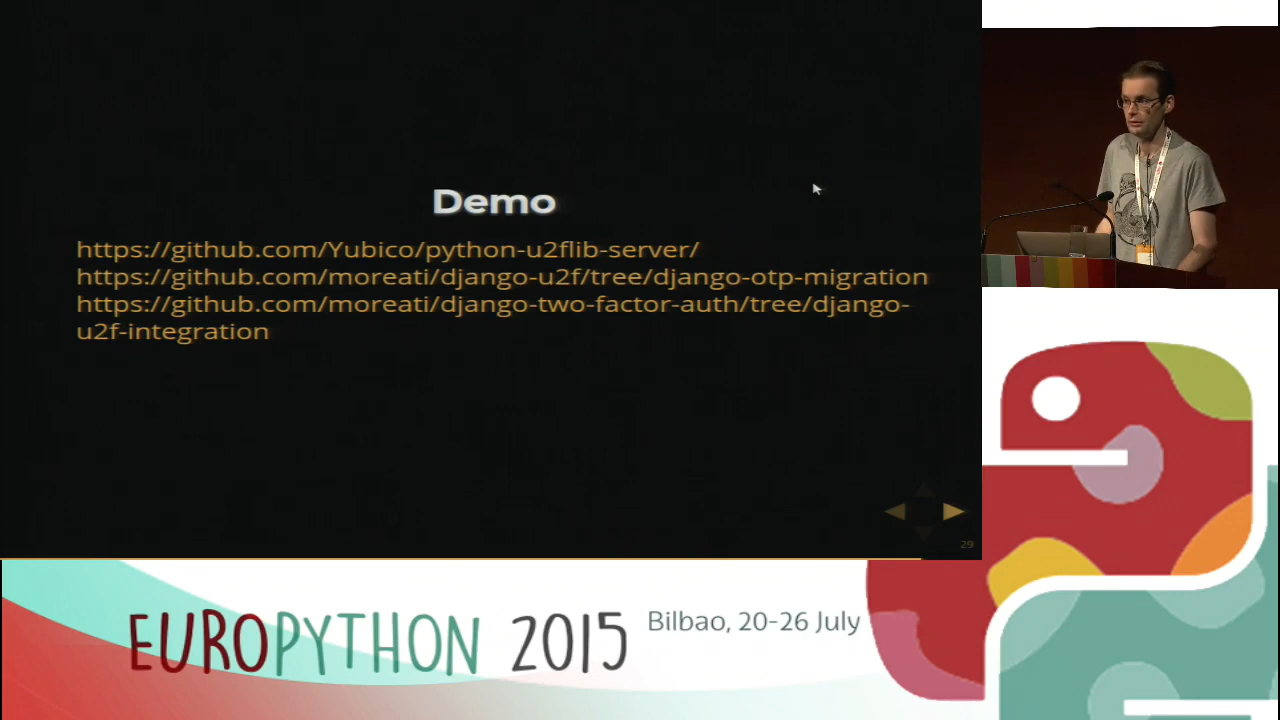 Demo
https://github.com/Yubico/python-u2flib-server/
https://github.com/moreati/django-u2f/tree/django-otp-migration
https://github.com/moreati/django-two-factor-auth/tree/django-
u2f-integration
29
EUROPYTHON 2015
Bilbao, 20-26 July